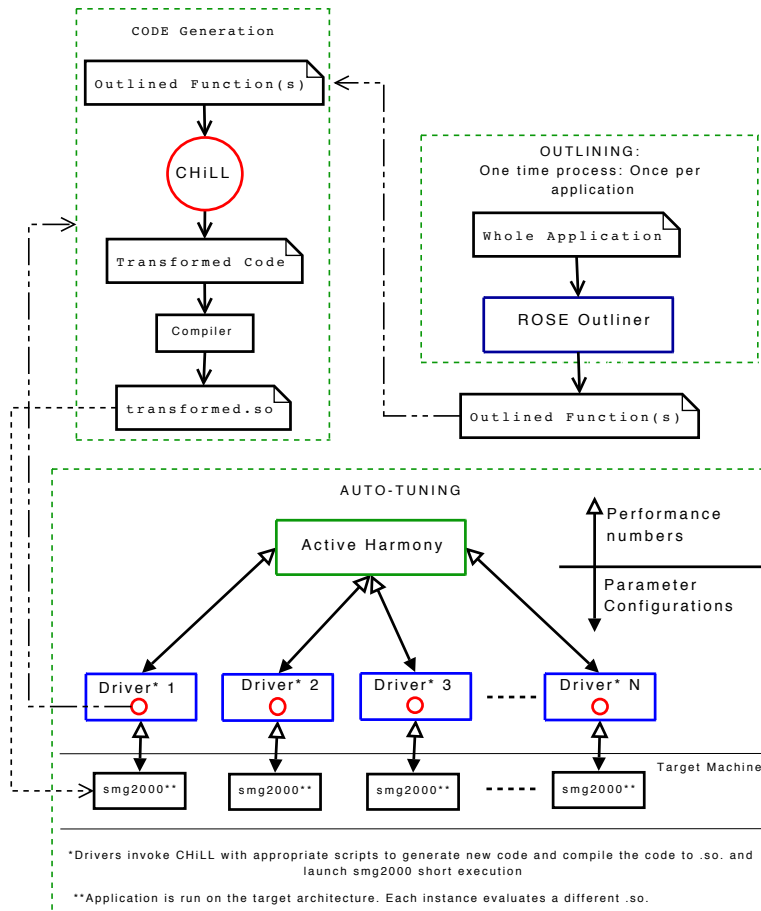 CODE Generation
Outlined Function(s)
CHiLL
Transformed Code
Compiler
transformed.so
OUTLINING:
One time process: Once per
application
Whole Application
ROSE Outliner
Outlined Function(s)
AUTO-TUNING
Active Harmony
Performance
numbers
Parameter
Configurations
Driver* 1
Driver* 2
Driver* 3
Driver* N
Target Machine
smg2000**
smg2000**
smg2000**
smg2000**
*Drivers invoke CHiLL with appropriate scripts to generate new code and compile the code to .so. and
launch smg2000 short execution
**Application is run on the target architecture. Each instance evaluates a different .so.